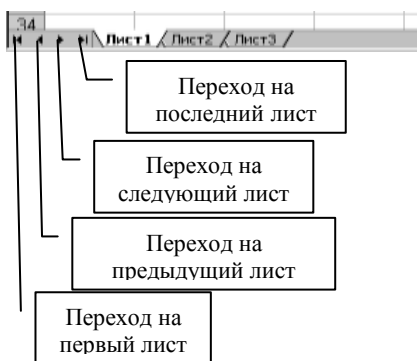 34
Лист1 Лист2 Лист3
Переход на
последний лист
Переход на
следующий лист
Переход на
предыдущий лист
Переход на
первый лист